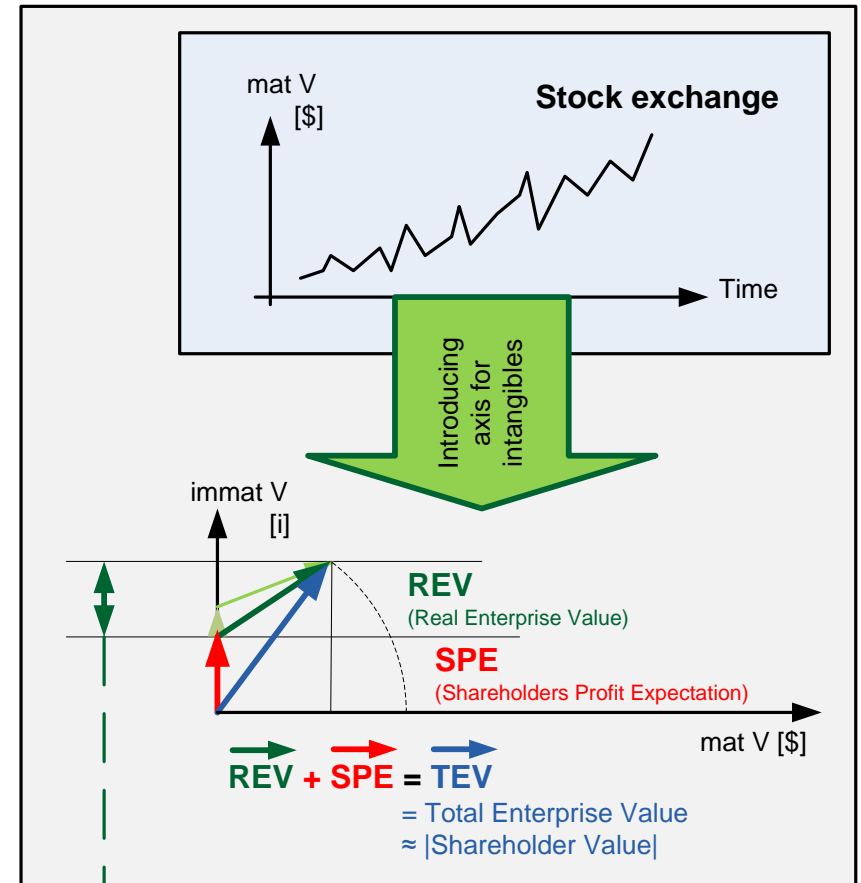 mat V
[$]
Stock exchange
Time
Introducing
axis for
intangibles
immat V
[i]
REV
(Real Enterprise Value)
SPE
(Shareholders Profit Expectation)
mat V [$]
REV + SPE = TEV
= Total Enterprise Value
≈ |Shareholder Value|